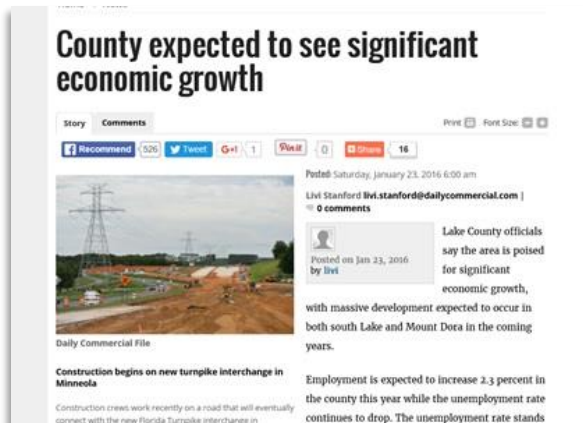 County expected to see significant
economic growth
Story Comments
Print Font Size:
Recommend 526 Tweet G+1 1 Pin it 0 Share 16
Posted: Saturday, January 23, 2016 6:00 am
Livi Stanford livi.stanford@dailycommercial.com |
0 comments
Posted on Jan 23, 2016
by livi
Lake County officials
say the area is poised
for significant
economic growth,
with massive development expected to occur in
both south Lake and Mount Dora in the coming
years.
Employment is expected to increase 2.3 percent in
the county this year while the unemployment rate
continues to drop. The unemployment rate stands
Daily Commercial File
Construction begins on new turnpike interchange in
Minneola
Construction crews work recently on a road that will eventually
connect with the new Florida Turnpike interchange in